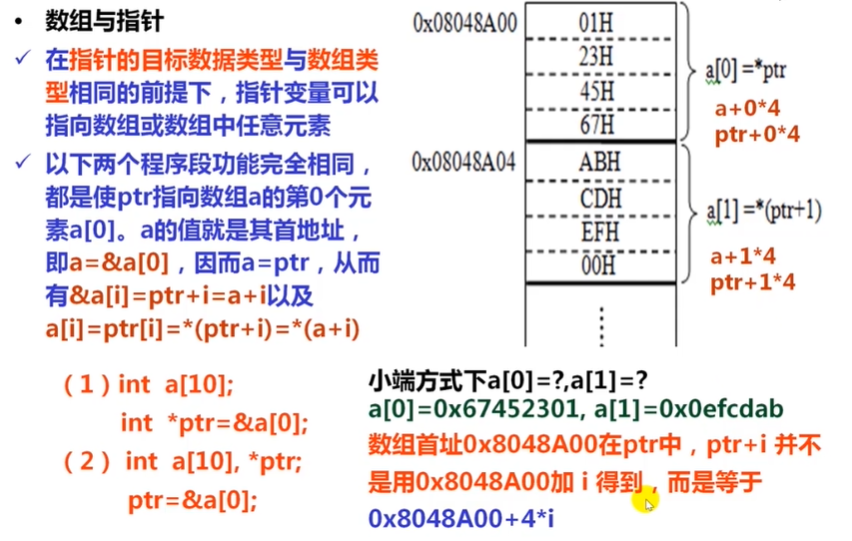 • 数组与指针
✓ 在指针的目标数据类型与数组类
型相同的前提下，指针变量可以
指向数组或数组中任意元素
✓ 以下两个程序段功能完全相同，
都是使ptr指向数组a的第0个元
素a[0]。a的值就是其首地址，
即a=&a[0]，因而a=ptr，从而
有&a[i]=ptr+i=a+i以及
a[i]=ptr[i]=*(ptr+i)=*(a+i)
（1）int a[10];
int *ptr=&a[0];
（2） int a[10], *ptr;
ptr=&a[0];
0x08048A00
01H
23H
45H
67H
a[0]=*ptr
a+0*4
ptr+0*4
0x08048A04
ABH
CDH
EFH
00H
a[1]=*(ptr+1)
a+1*4
ptr+1*4
小端方式下a[0]=?,a[1]=?
a[0]=0x67452301, a[1]=0x0efcdab
数组首址0x8048A00在ptr中，ptr+i 并不
是用0x8048A00加 i 得到，而是等于
0x8048A00+4*i